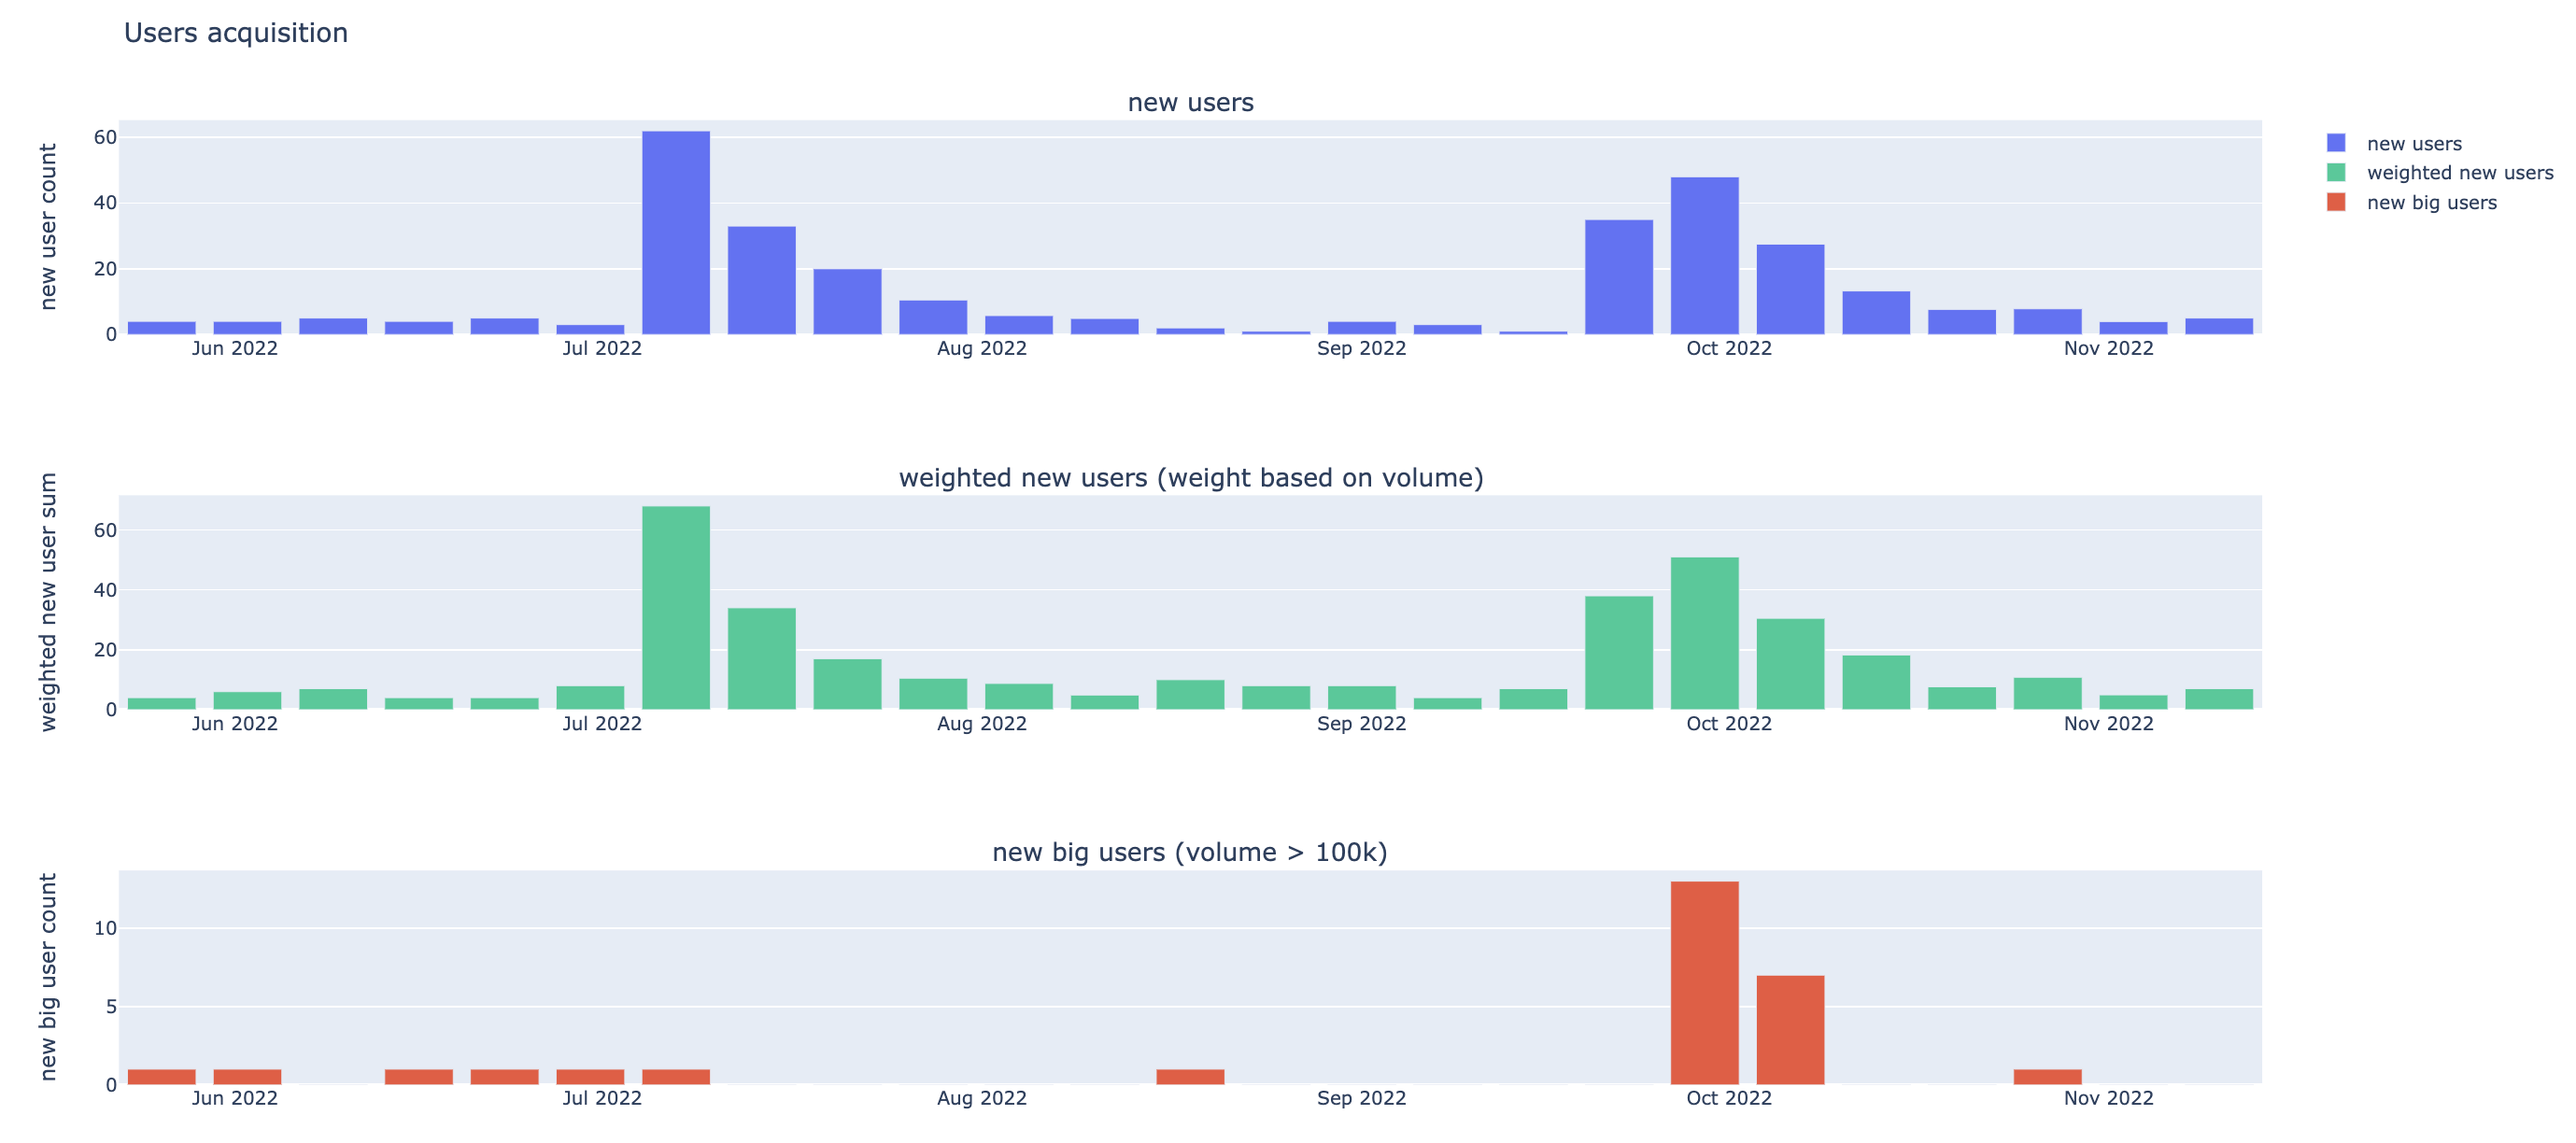 Users acquisition
new users
new user count
60
40
20
0
Jun 2022 Jul 2022 Aug 2022 Sep 2022 Oct 2022 Nov 2022
new users
weighted new users
new big users
weighted new users (weight based on volume)
weighted new user sum
60
40
20
0
Jun 2022 Jul 2022 Aug 2022 Sep 2022 Oct 2022 Nov 2022
new big users (volume > 100k)
new big user count
10
5
0
Jun 2022 Jul 2022 Aug 2022 Sep 2022 Oct 2022 Nov 2022